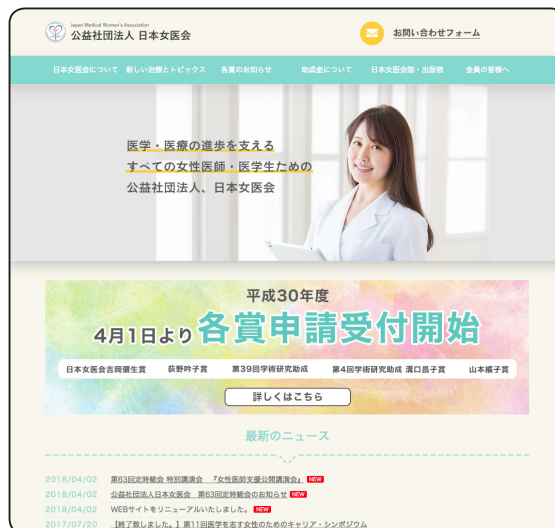 Japan Medical Women's Association
公益社団法人 日本女医会
お問い合わせフォーム
日本女医会について 新しい治療とトピックス 各賞のお知らせ 助成金について 日本女医会誌・出版物 会員の皆様へ
医学・医療の進歩を支える
すべての女性医師・医学生ための
公益社団法人、日本女医会
平成30年度
4月1日より 各賞申請受付開始
日本女医会吉岡彌生賞 荻野吟子賞 第39回学術研究助成 第4回学術研究助成 溝口昌子賞 山本纊子賞
詳しくはこちら
最新のニュース
2018/04/02 第63回定時総会 特別講演会 『女性医師支援公開講演会』 NEW
2018/04/02 公益社団法人日本女医会 第63回定時総会のお知らせ NEW
2018/04/02 WEBサイトをリニューアルいたしました。 NEW
2017/07/20 【終了致しました。】第11回医学を志す女性のためのキャリア・シンポジウム